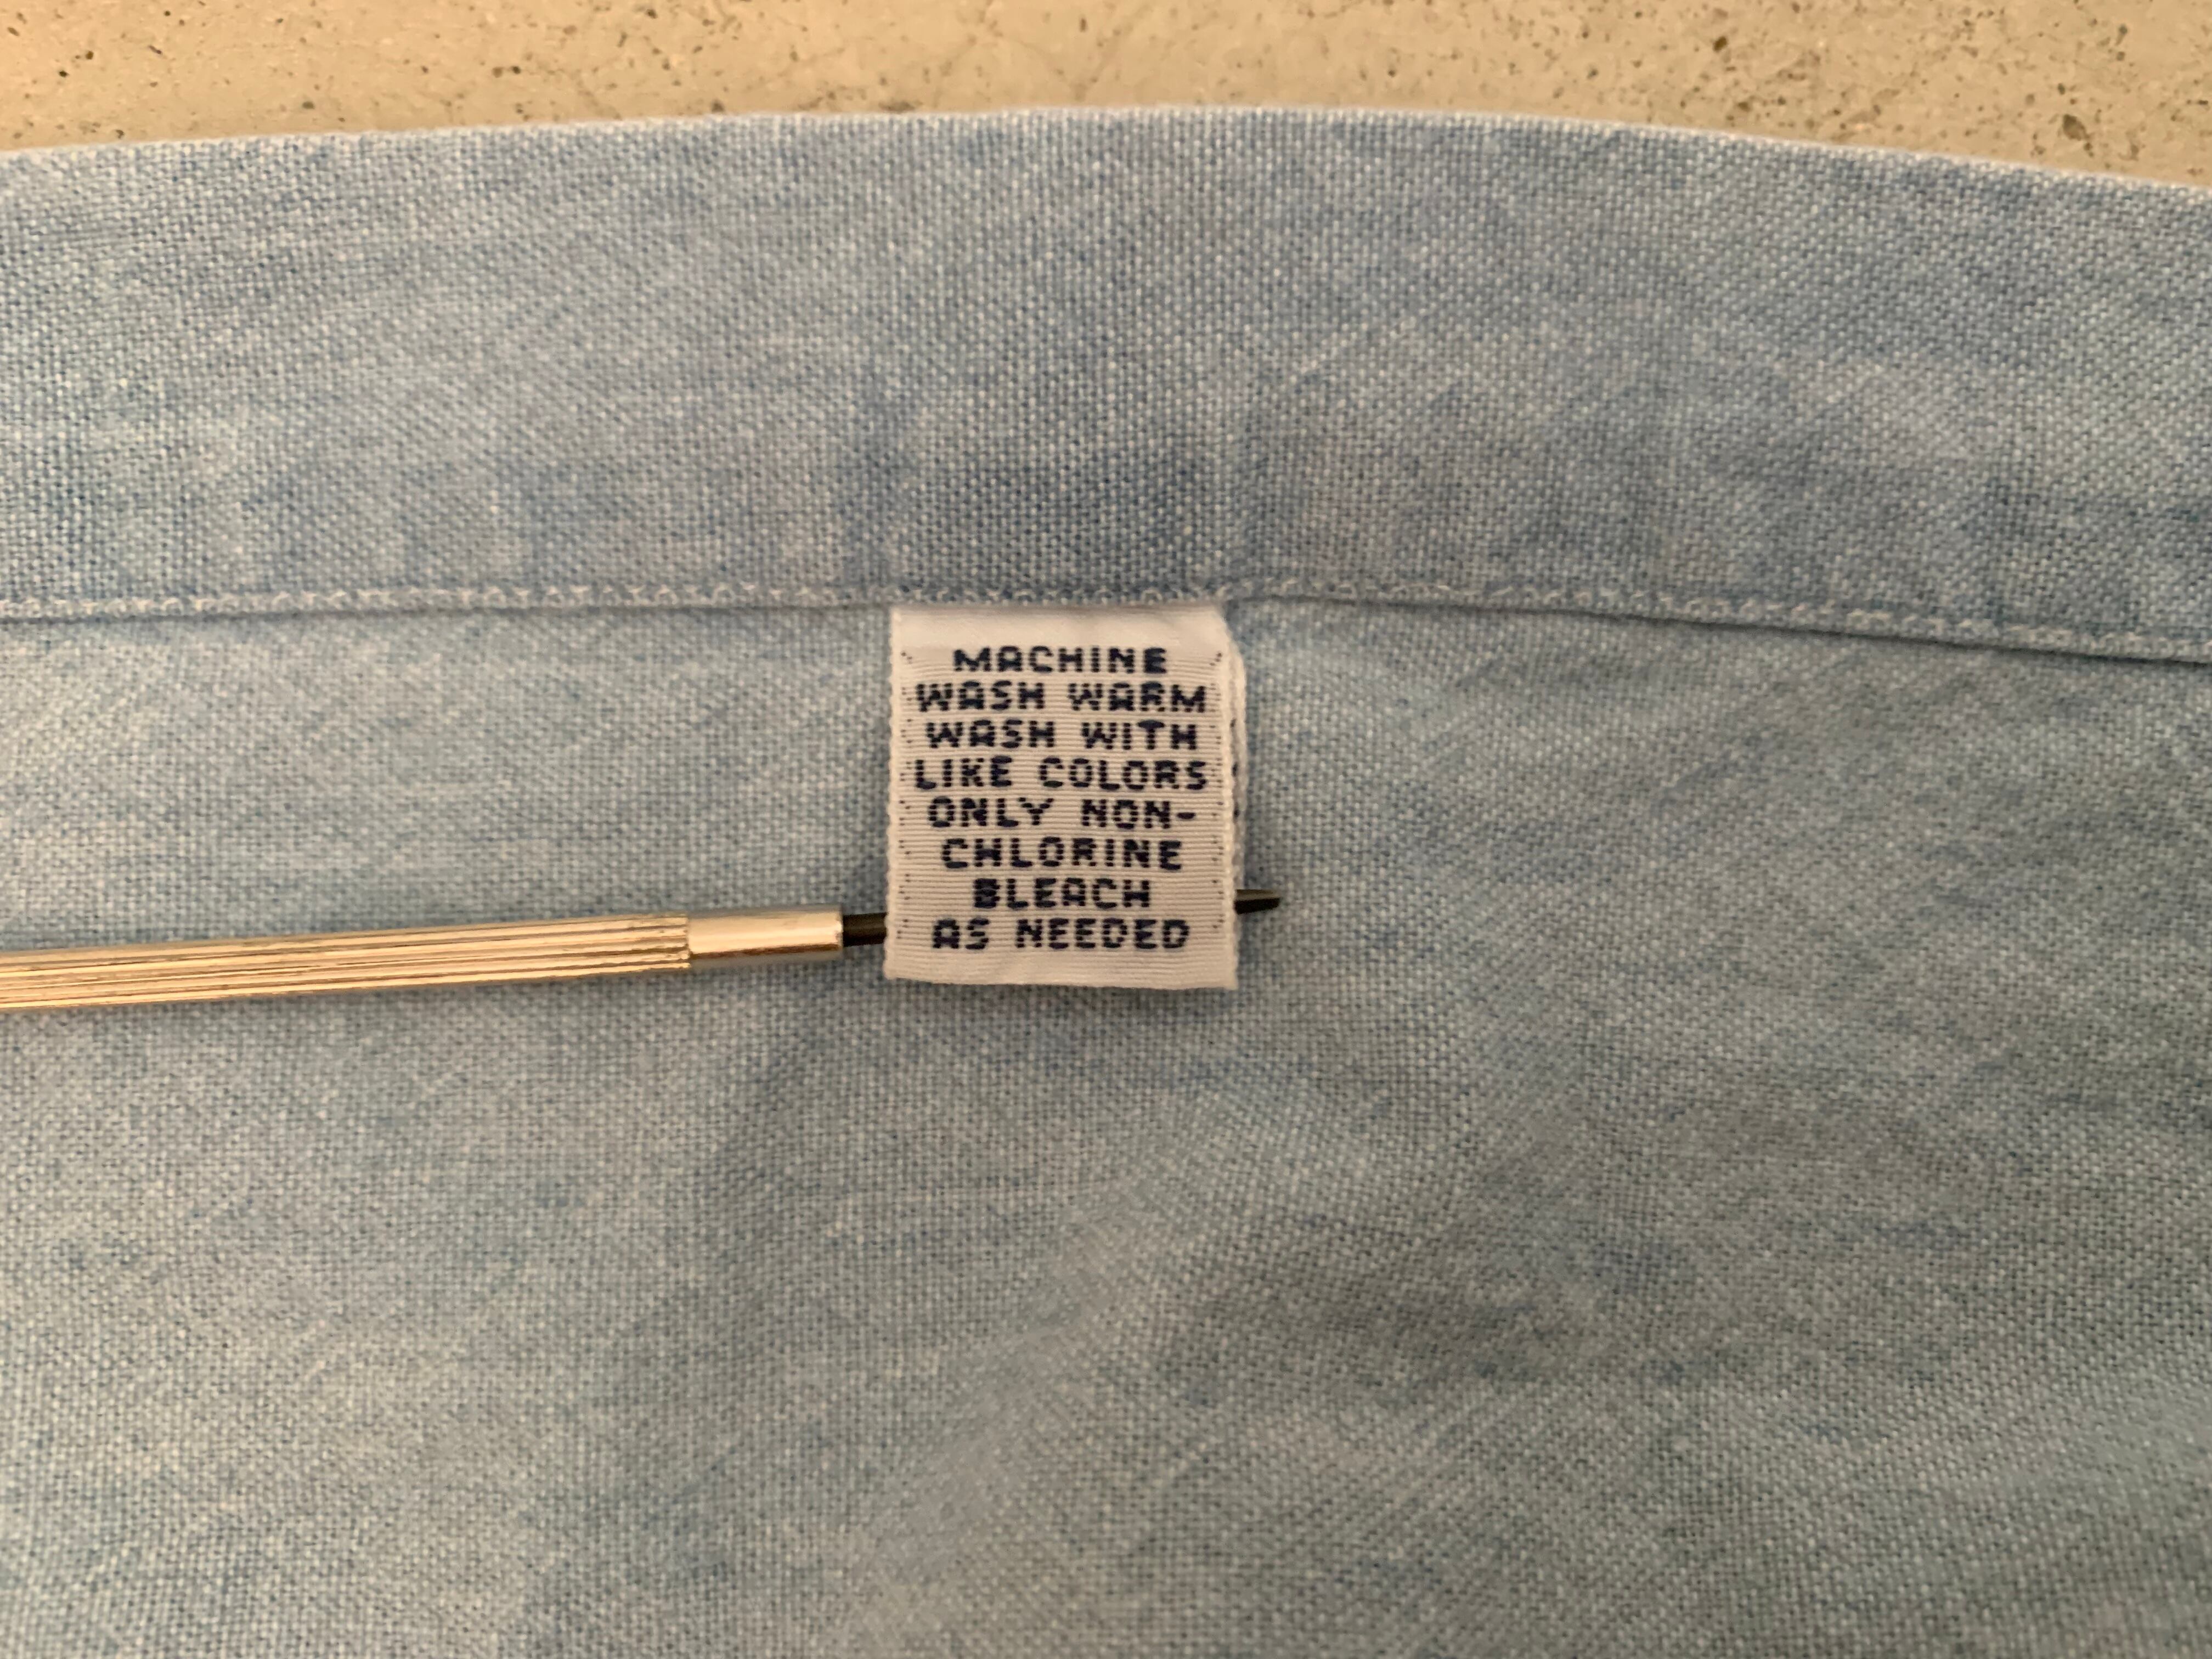 MACHINE
WASH WARM
WASH WITH
LIKE COLORS
ONLY NON-
CHLORINE
BLEACH
AS NEEDED